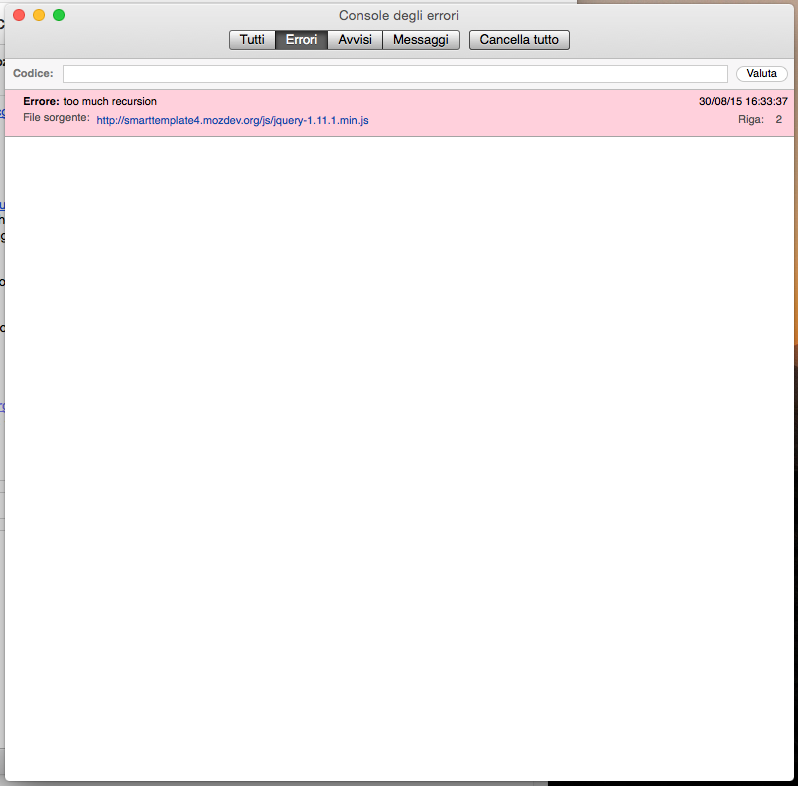 Console degli errori
Tutti Errori Avvisi Messaggi Cancella tutto
Codice: Valuta
Errore: too much recursion 30/08/15 16:33:37
File sorgente: http://smarttemplate4.mozdev.org/js/jquery-1.11.1.min.js Riga: 2